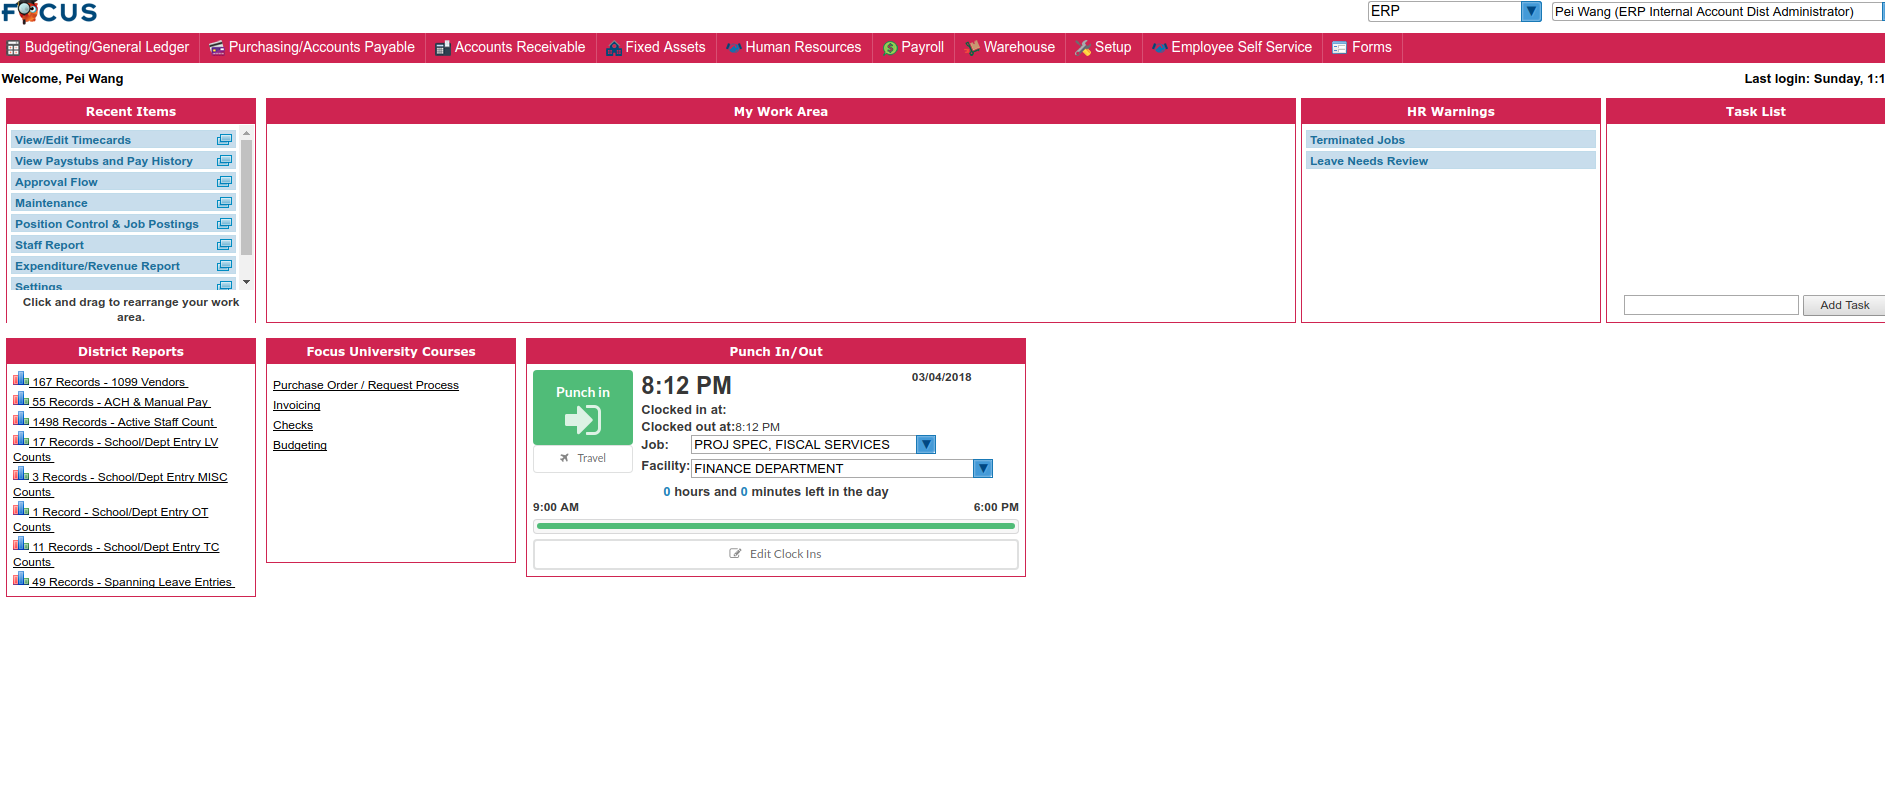 FOCUS
ERP
Pei Wang (ERP Internal Account Dist Administrator)
Budgeting/General Ledger
Purchasing/Accounts Payable
Accounts Receivable
Fixed Assets
Human Resources
Payroll
Warehouse
Setup
Employee Self Service
Forms
Welcome, Pei Wang
Last login: Sunday, 1:1
Recent Items
View/Edit Timecards
View Paystubs and Pay History
Approval Flow
Maintenance
Position Control & Job Postings
Staff Report
Expenditure/Revenue Report
Settings
Click and drag to rearrange your work
area.
My Work Area
HR Warnings
Terminated Jobs
Leave Needs Review
Task List
Add Task
District Reports
167 Records - 1099 Vendors
55 Records - ACH & Manual Pay
1498 Records - Active Staff Count
17 Records - School/Dept Entry LV
Counts
3 Records - School/Dept Entry MISC
Counts
1 Record - School/Dept Entry OT
Counts
11 Records - School/Dept Entry TC
Counts
49 Records - Spanning Leave Entries
Focus University Courses
Purchase Order / Request Process
Invoicing
Checks
Budgeting
Punch In/Out
Punch in
Travel
8:12 PM
03/04/2018
Clocked in at:
Clocked out at:8:12 PM
Job: PROJ SPEC, FISCAL SERVICES
Facility: FINANCE DEPARTMENT
0 hours and 0 minutes left in the day
9:00 AM
6:00 PM
Edit Clock Ins